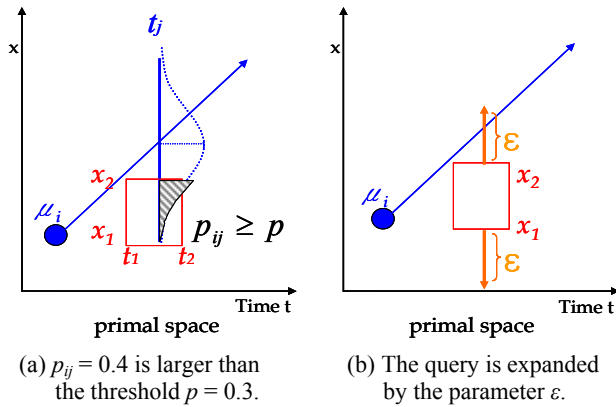 x
t_j
x_2
μ_i
x_1
t_1
t_2
p_ij ≥ p
Time t
primal space
(a) p_ij = 0.4 is larger than
the threshold p = 0.3.
x
ε
x_2
μ_i
x_1
ε
Time t
primal space
(b) The query is expanded
by the parameter ε.